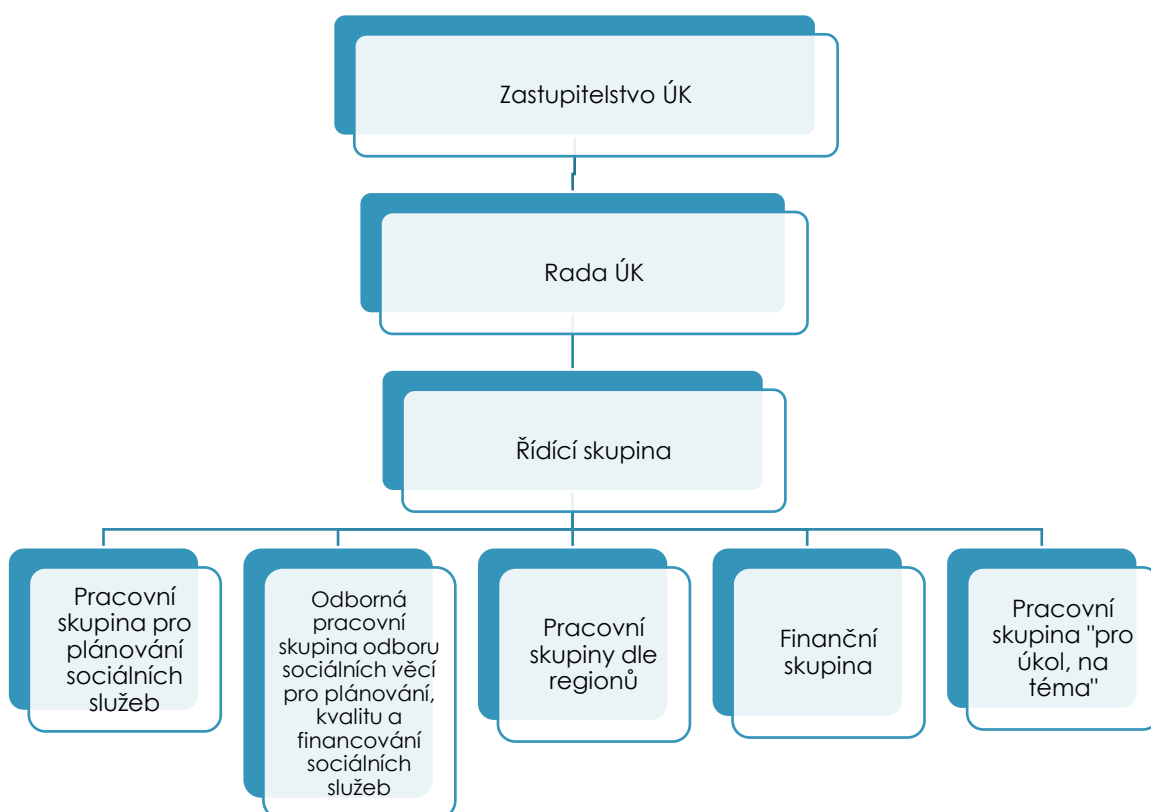 Zastupitelstvo ÚK
Rada ÚK
Řídící skupina
Pracovní
skupina pro
plánování
sociálních
služeb
Odborná
pracovní
skupina odboru
sociálních věcí
pro plánování,
kvalitu a
financování
sociálních
služeb
Pracovní
skupiny dle
regionů
Finanční
skupina
Pracovní
skupina "pro
úkol, na
téma"